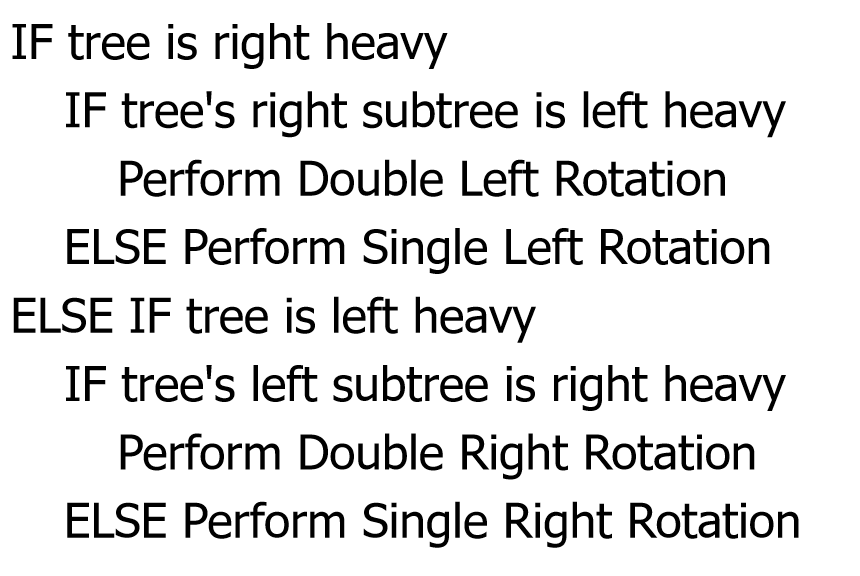 IF tree is right heavy
IF tree's right subtree is left heavy
Perform Double Left Rotation
ELSE Perform Single Left Rotation
ELSE IF tree is left heavy
IF tree's left subtree is right heavy
Perform Double Right Rotation
ELSE Perform Single Right Rotation